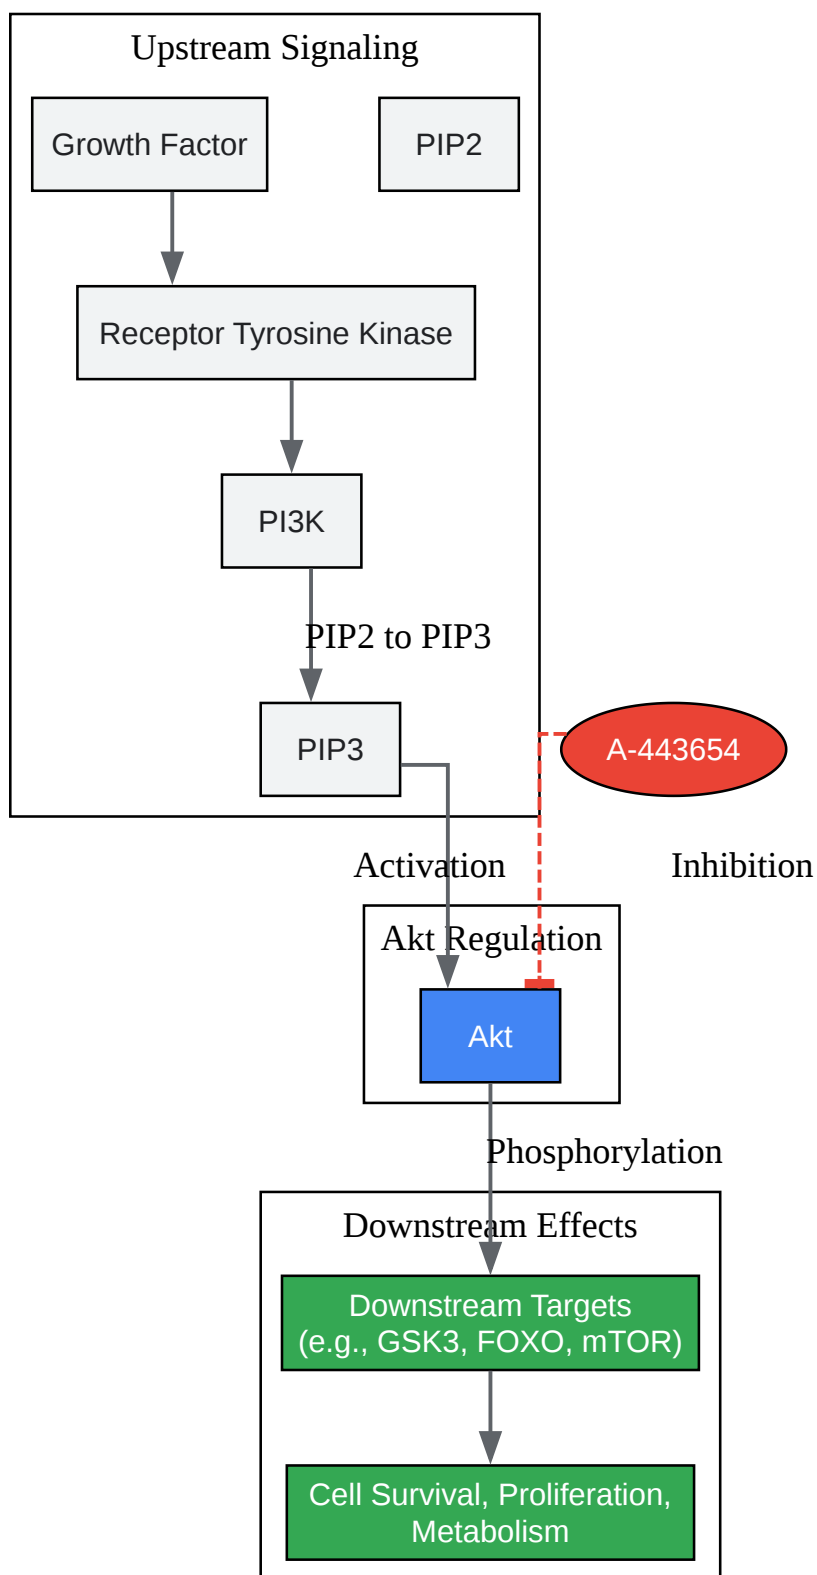 Upstream Signaling
Growth Factor
PIP2
Receptor Tyrosine Kinase
PI3K
PIP2 to PIP3
PIP3
A-443654
Activation
Inhibition
Akt Regulation
Akt
Phosphorylation
Downstream Effects
Downstream Targets
(e.g., GSK3, FOXO, mTOR)
Cell Survival, Proliferation,
Metabolism